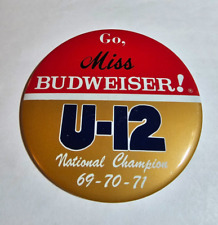 Go,
Miss
BUDWEISER!
U-12
National Champion
69-70-71